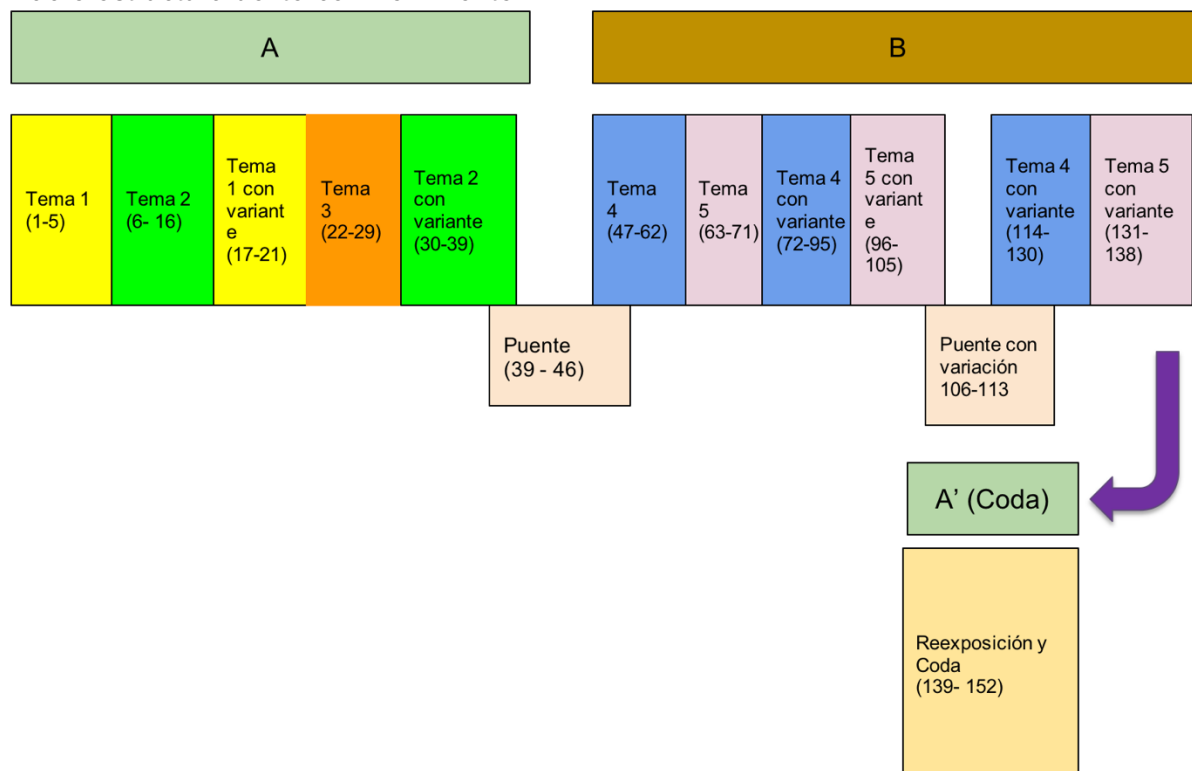 A
B
Tema 1
(1-5)
Tema 2
(6- 16)
Tema
1 con
variant
e
(17-21)
Tema
3
(22-29)
Tema 2
con
variante
(30-39)
Tema
4
(47-62)
Tema
5
(63-71)
Tema 4
con
variante
(72-95)
Tema
5 con
variant
e
(96-
105)
Tema 4
con
variante
(114-
130)
Tema 5
con
variante
(131-
138)
Puente
(39 - 46)
Puente con
variación
106-113
A’ (Coda)
Reexposición y
Coda
(139- 152)